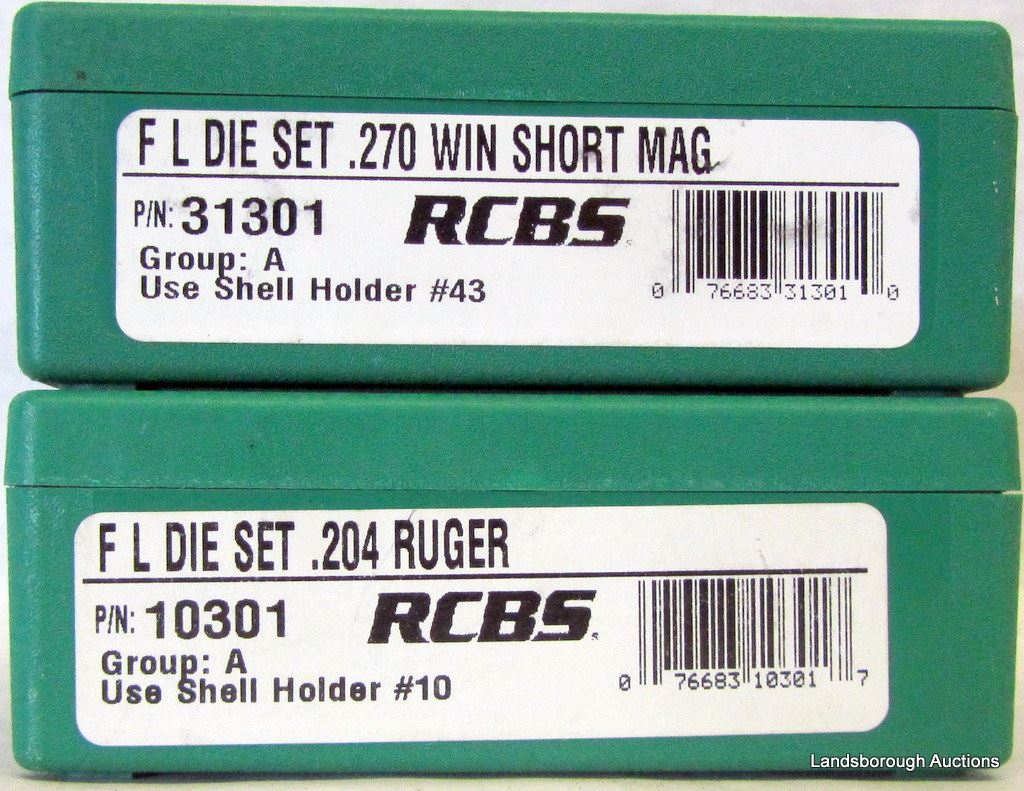 F L DIE SET .270 WIN SHORT MAG
P/N: 31301 RCBS
Group: A
Use Shell Holder #43
0 76683 31301 0
F L DIE SET .204 RUGER
P/N: 10301 RCBS
Group: A
Use Shell Holder #10
0 76683 10301 7
Landsborough Auctions